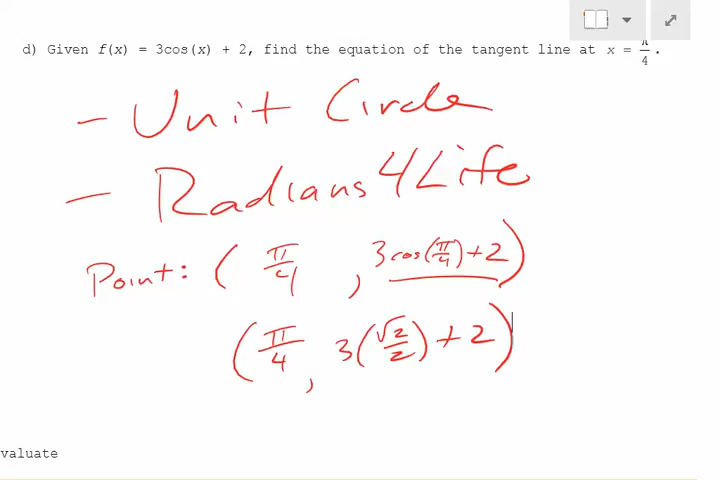 d) Given f(x) = 3cos(x) + 2, find the equation of the tangent line at x = π/4.
- Unit Circle
- Radians 4 Life
Point: (π/4, 3cos(π/4)+2)
(π/4, 3(√2/2)+2)
valuate